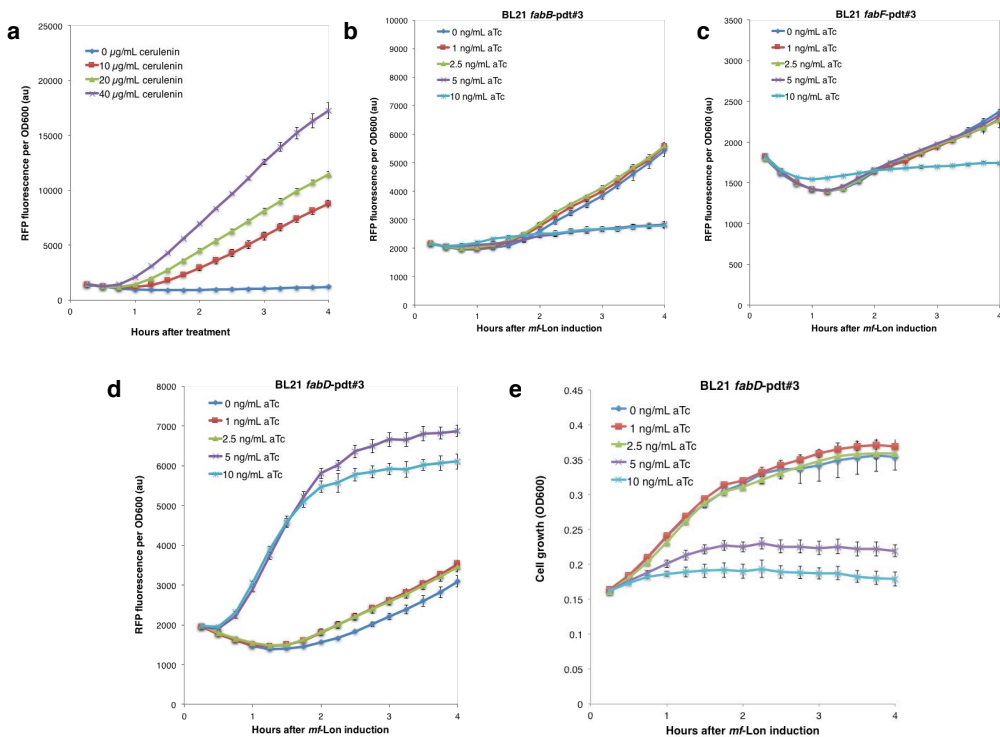 a
25000
20000
15000
10000
5000
0
0
1
2
3
4
RFP fluorescence per OD600 (au)
Hours after treatment
0 µg/mL cerulenin
10 µg/mL cerulenin
20 µg/mL cerulenin
40 µg/mL cerulenin
b
BL21 fabB-pdt#3
10000
9000
8000
7000
6000
5000
4000
3000
2000
1000
0
0
1
2
3
4
RFP fluorescence per OD600 (au)
Hours after mf-Lon induction
0 ng/mL aTc
1 ng/mL aTc
2.5 ng/mL aTc
5 ng/mL aTc
10 ng/mL aTc
c
BL21 fabF-pdt#3
3500
3000
2500
2000
1500
1000
500
0
0
1
2
3
4
RFP fluorescence per OD600 (au)
Hours after mf-Lon induction
0 ng/mL aTc
1 ng/mL aTc
2.5 ng/mL aTc
5 ng/mL aTc
10 ng/mL aTc
d
BL21 fabD-pdt#3
8000
7000
6000
5000
4000
3000
2000
1000
0
0
1
2
3
4
RFP fluorescence per OD600 (au)
Hours after mf-Lon induction
0 ng/mL aTc
1 ng/mL aTc
2.5 ng/mL aTc
5 ng/mL aTc
10 ng/mL aTc
e
BL21 fabD-pdt#3
0.45
0.4
0.35
0.3
0.25
0.2
0.15
0.1
0.05
0
0
1
2
3
4
Cell growth (OD600)
Hours after mf-Lon induction
0 ng/mL aTc
1 ng/mL aTc
2.5 ng/mL aTc
5 ng/mL aTc
10 ng/mL aTc